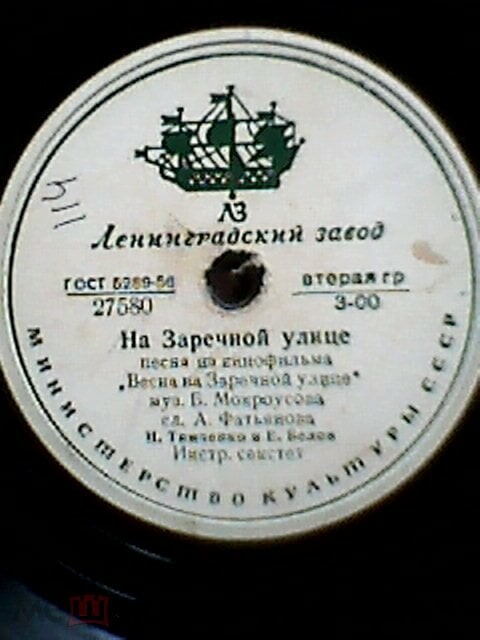 114
ЛЗ
Ленинградский завод
ГОСТ 5289-56
27580
вторая гр
3-00
На Заречной улице
песня из кинофильма
„Весна на Заречной улице"
муз. Б. Мокроусова
сл. А. Фатьянова
и Е. Белов
Инстр. секстет
МИНИСТЕРСТВО КУЛЬТУРЫ СССР